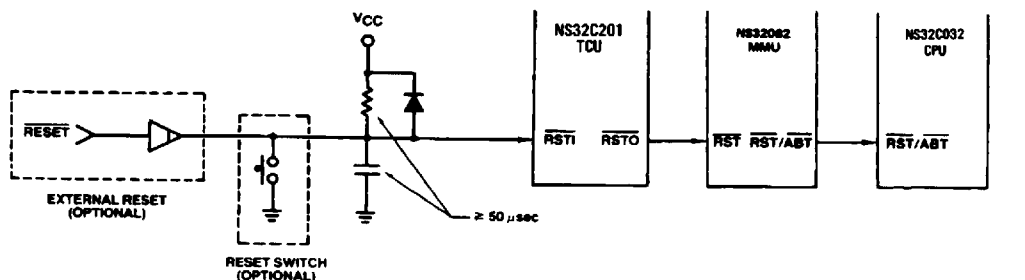 VCC
NS32C201
TCU
NS32082
MMU
NS32C032
CPU
RESET
RSTI RSTO
RST RST/ABT
RST/ABT
EXTERNAL RESET
(OPTIONAL)
≥ 50 μsec
RESET SWITCH
(OPTIONAL)